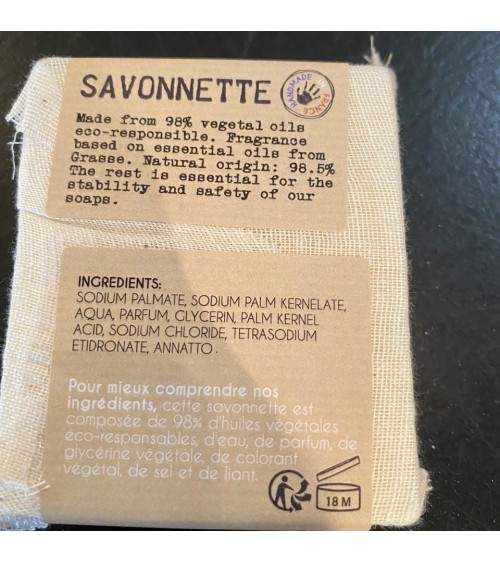 SAVONNETTE
HANDMADE
FRANCE
Made from 98% vegetal oils
eco-responsible. Fragrance
based on essential oils from
Grasse. Natural origin: 98.5%
The rest is essential for the
stability and safety of our
soaps.
INGREDIENTS:
SODIUM PALMATE, SODIUM PALM KERNELATE,
AQUA, PARFUM, GLYCERIN, PALM KERNEL
ACID, SODIUM CHLORIDE, TETRASODIUM
ETIDRONATE, ANNATTO .
Pour mieux comprendre nos
ingrédients, cette savonnette est
composée de 98% d'huiles végétales
éco-responsables, d'eau, de parfum, de
glycérine végétale, de colorant
végétal, de sel et de liant.
18 M